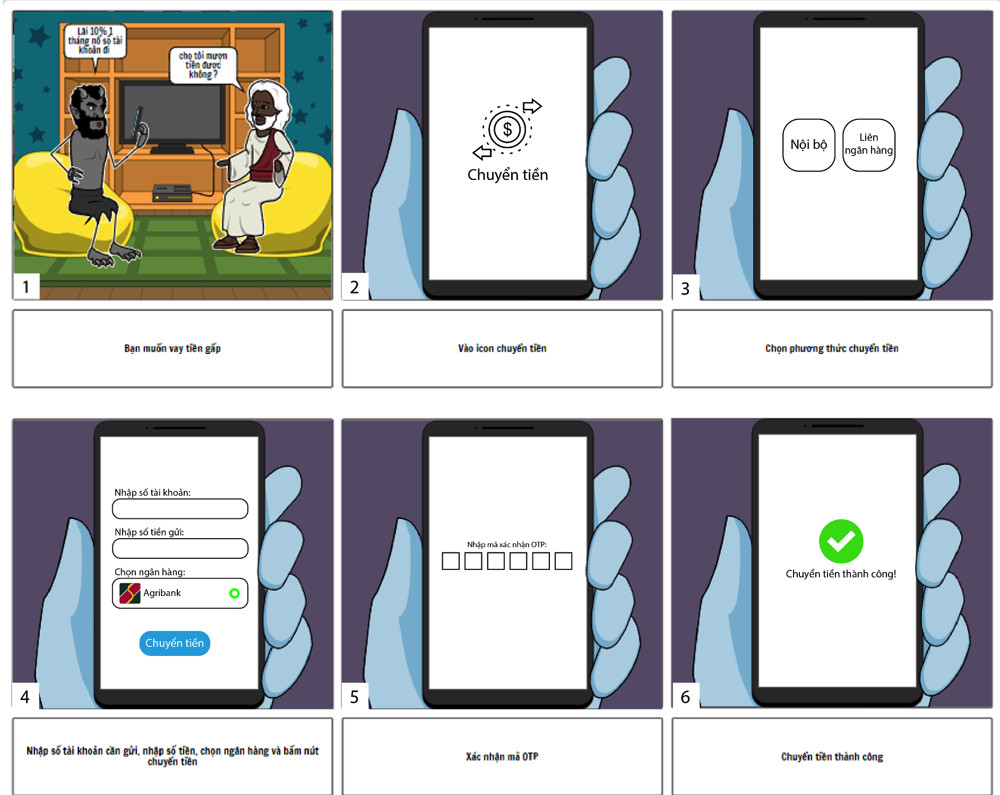 Lãi 10% 1
tháng nổ số tài
khoản đi
cho tôi mượn
tiền được
không ?
1
Bạn muốn vay tiền gấp
$
Chuyển tiền
2
Vào icon chuyển tiền
Nội bộ
Liên
ngân hàng
3
Chọn phương thức chuyển tiền
Nhập số tài khoản:
Nhập số tiền gửi:
Chọn ngân hàng:
Agribank
Chuyển tiền
4
Nhập số tài khoản cần gửi, nhập số tiền, chọn ngân hàng và bấm nút
chuyển tiền
Nhập mã xác nhận OTP:
5
Xác nhận mã OTP
Chuyển tiền thành công!
6
Chuyển tiền thành công